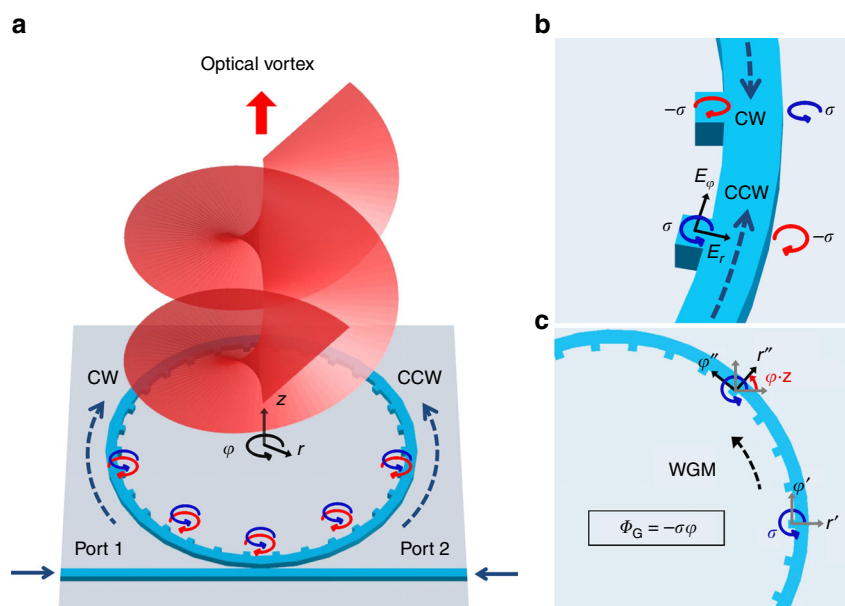 a
Optical vortex
CW
CCW
z
φ
r
Port 1
Port 2
b
−σ
CW
σ
E_φ
CCW
σ
−σ
E_r
c
φ″
r″
φ·z
WGM
φ′
Φ_G = −σφ
σ
r′